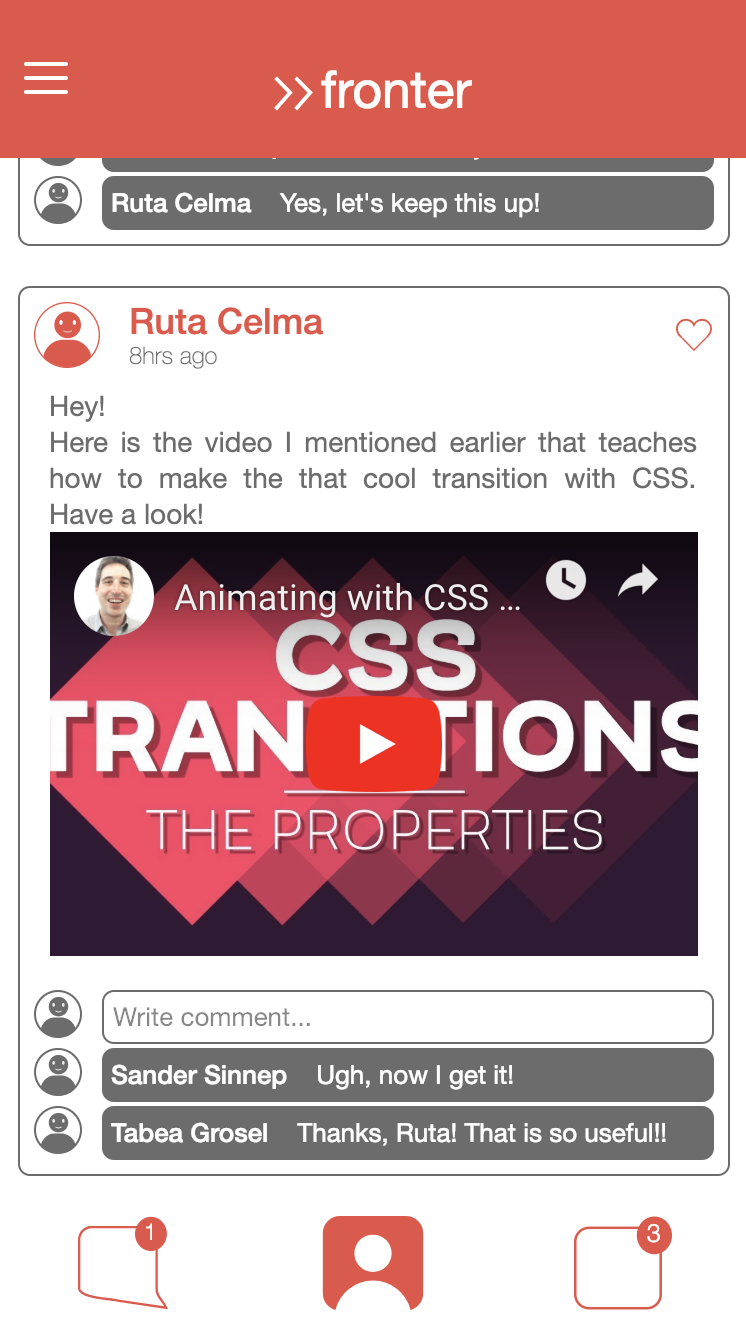 fronter
Ruta Celma Yes, let's keep this up!
Ruta Celma
8hrs ago
Hey!
Here is the video I mentioned earlier that teaches
how to make the that cool transition with CSS.
Have a look!
Animating with CSS ...
CSS
TRAN TIONS
THE PROPERTIES
Write comment...
Sander Sinnep Ugh, now I get it!
Tabea Grosel Thanks, Ruta! That is so useful!!
1
3